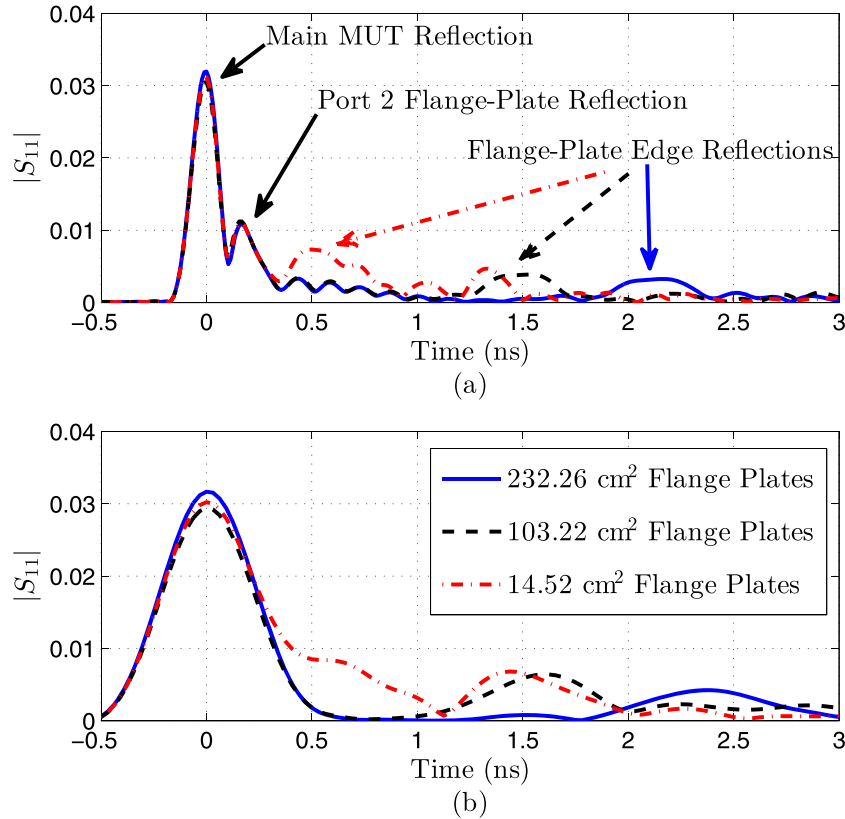 0.04
0.03
0.02
0.01
0
|S₁₁|
Main MUT Reflection
Port 2 Flange-Plate Reflection
Flange-Plate Edge Reflections
−0.5 0 0.5 1 1.5 2 2.5 3
Time (ns)
(a)
0.04
0.03
0.02
0.01
0
|S₁₁|
232.26 cm² Flange Plates
103.22 cm² Flange Plates
14.52 cm² Flange Plates
−0.5 0 0.5 1 1.5 2 2.5 3
Time (ns)
(b)